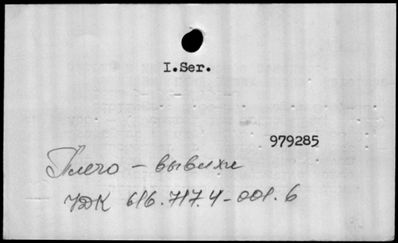 I.Ser.
979285
Плечо - вывихи
УДК 616.717.4-001.6